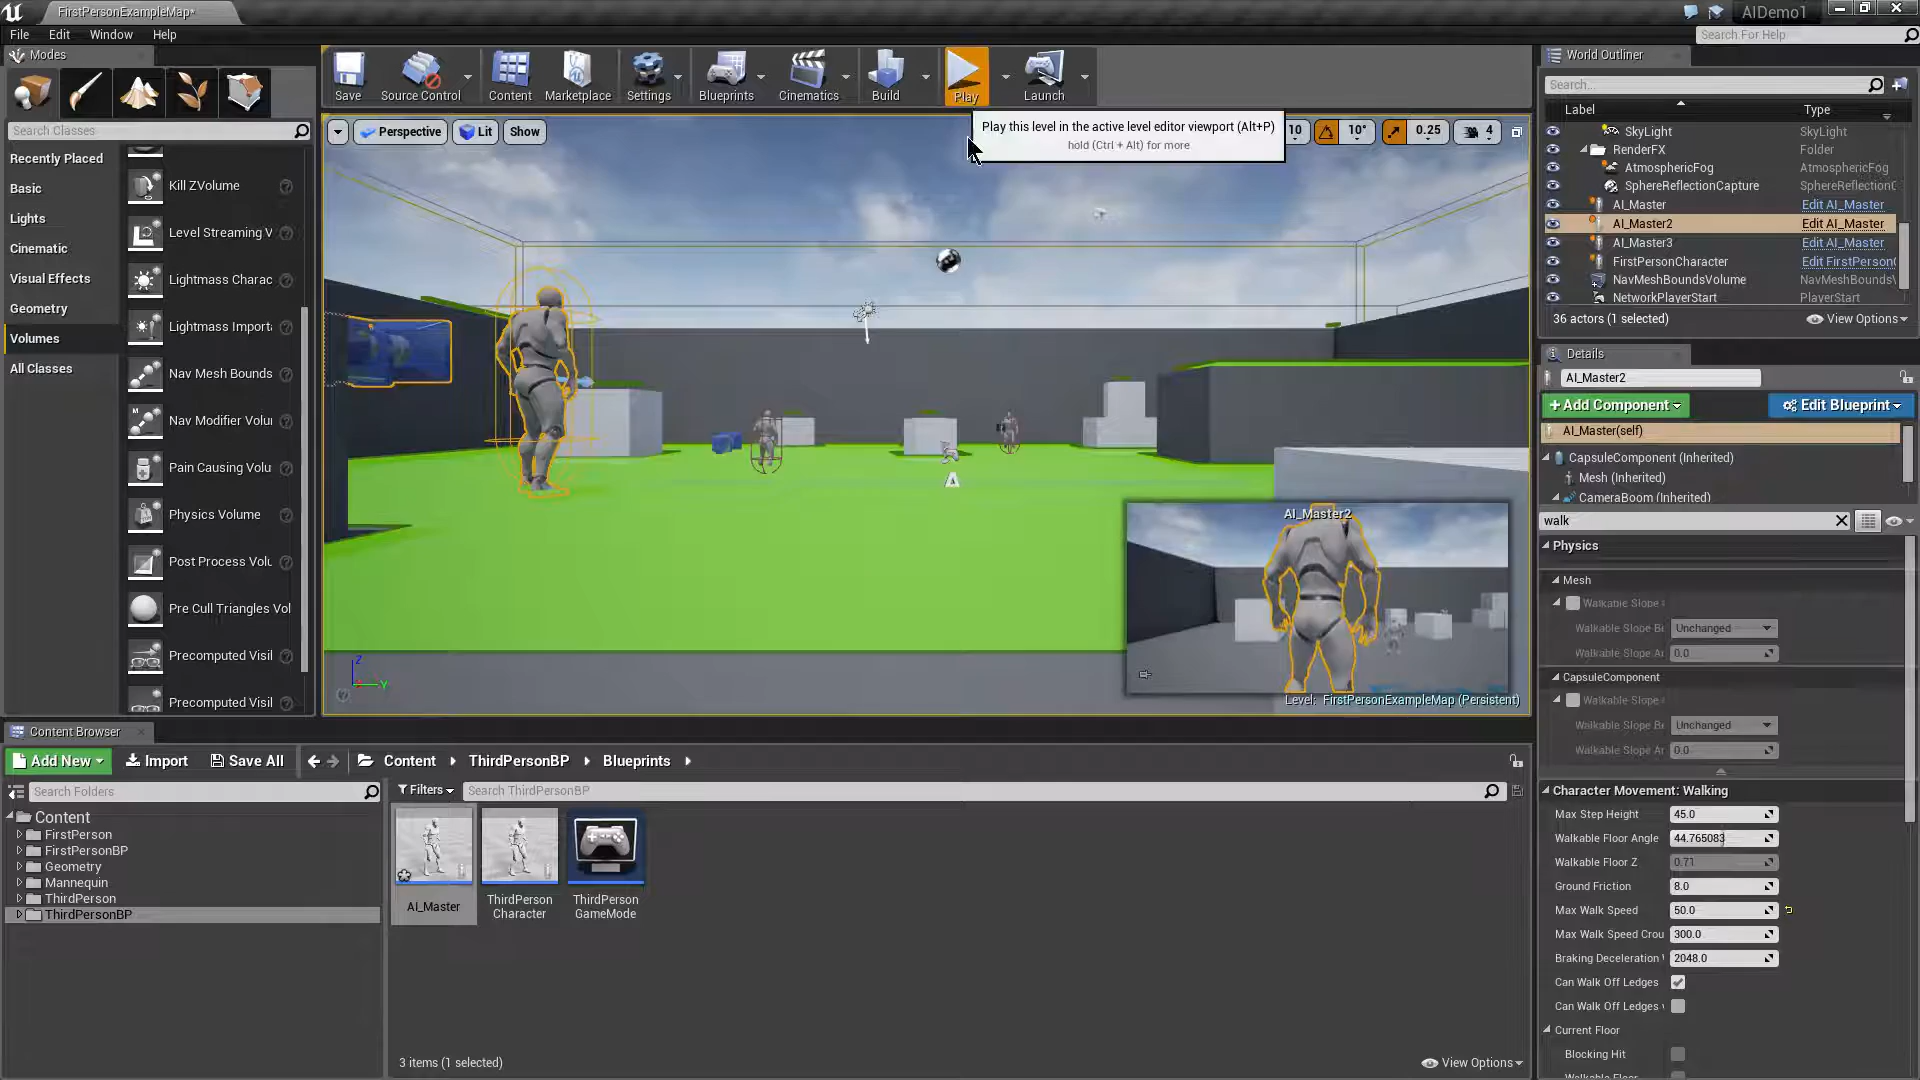 FirstPersonExampleMap*
AIDemo1
File Edit Window Help
Search For Help
Modes
Search Classes
Recently Placed
Basic
Lights
Cinematic
Visual Effects
Geometry
Volumes
All Classes
Kill ZVolume
Level Streaming V
Lightmass Charac
Lightmass Importa
Nav Mesh Bounds
Nav Modifier Volu
Pain Causing Volu
Physics Volume
Post Process Volu
Pre Cull Triangles Vol
Precomputed Visil
Precomputed Visil
Save
Source Control
Content
Marketplace
Settings
Blueprints
Cinematics
Build
Play
Launch
Perspective
Lit
Show
Play this level in the active level editor viewport (Alt+P)
hold (Ctrl + Alt) for more
10
10°
0.25
4
AI_Master2
Level: FirstPersonExampleMap (Persistent)
World Outliner
Search...
Label Type
SkyLight SkyLight
RenderFX Folder
AtmosphericFog AtmosphericFog
SphereReflectionCapture SphereReflectionC
AI_Master Edit AI_Master
AI_Master2 Edit AI_Master
AI_Master3 Edit AI_Master
FirstPersonCharacter Edit FirstPersonC
NavMeshBoundsVolume NavMeshBoundsV
NetworkPlayerStart PlayerStart
36 actors (1 selected)
View Options
Details
AI_Master2
+Add Component
Edit Blueprint
AI_Master(self)
CapsuleComponent (Inherited)
Mesh (Inherited)
CameraBoom (Inherited)
walk
Physics
Mesh
Walkable Slope
Walkable Slope Be Unchanged
Walkable Slope Ar 0.0
CapsuleComponent
Walkable Slope
Walkable Slope Be Unchanged
Walkable Slope Ar 0.0
Character Movement: Walking
Max Step Height 45.0
Walkable Floor Angle 44.765083
Walkable Floor Z 0.71
Ground Friction 8.0
Max Walk Speed 50.0
Max Walk Speed Crou 300.0
Braking Deceleration 2048.0
Can Walk Off Ledges
Can Walk Off Ledges
Current Floor
Blocking Hit
Content Browser
Add New
Import
Save All
Content
ThirdPersonBP
Blueprints
Search Folders
Filters
Search ThirdPersonBP
Content
FirstPerson
FirstPersonBP
Geometry
Mannequin
ThirdPerson
ThirdPersonBP
AI_Master
ThirdPerson
Character
ThirdPerson
GameMode
3 items (1 selected)
View Options